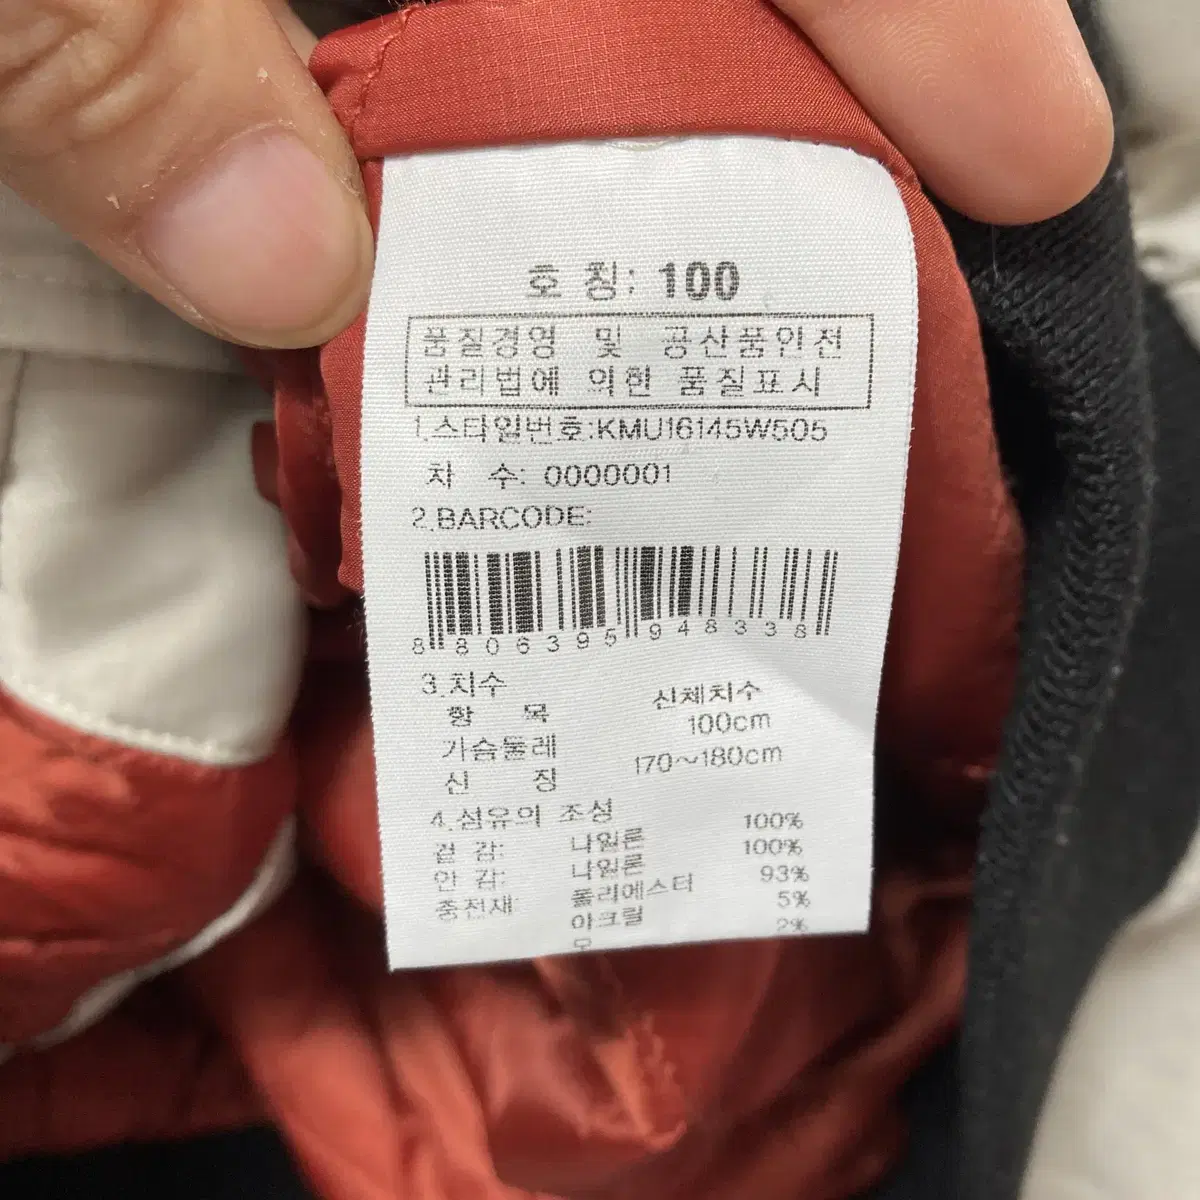 호 칭: 100
품질경영 및 공산품안전
관리법에 의한 품질표시
1.스타일번호:KMU16145W505
차 수: 0000001
2.BARCODE:
8 806395 948338
3.치수
항 목 신체치수
가슴둘레 100cm
신 장 170~180cm
4.섬유의 조성
겉 감: 나일론 100%
안 감: 나일론 100%
충전재: 폴리에스터 93%
아크릴 5%
모 2%